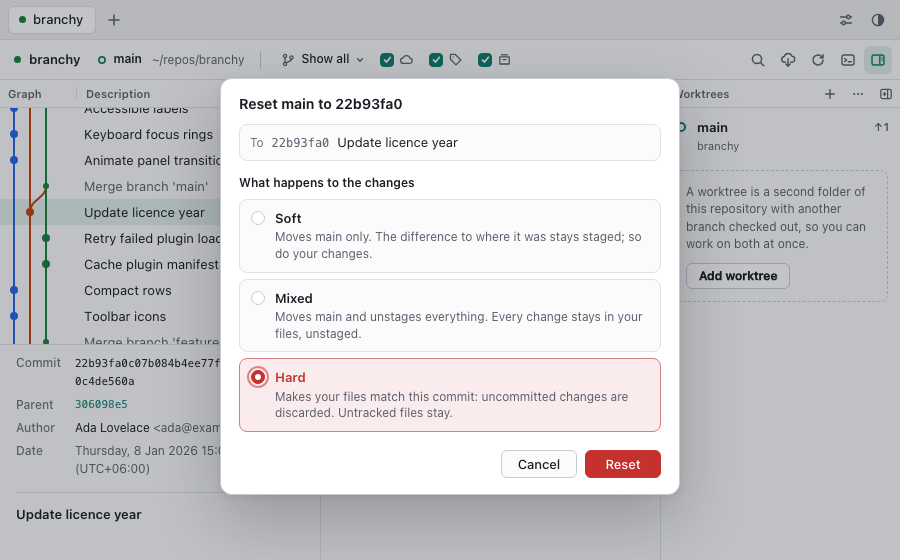 branchy
branchy
main
~/repos/branchy
Show all
Graph
Description
Worktrees
Accessible labels
Keyboard focus rings
Animate panel transitio
Merge branch 'main'
Update licence year
Retry failed plugin load
Cache plugin manifest
Compact rows
Toolbar icons
Merge branch 'feature
Commit
22b93fa0c07b084b4ee77f
0c4de560a
Parent
306098e5
Author
Ada Lovelace <ada@exam
Date
Thursday, 8 Jan 2026 15:0
(UTC+06:00)
Update licence year
Reset main to 22b93fa0
To 22b93fa0 Update licence year
What happens to the changes
Soft
Moves main only. The difference to where it was stays staged; so
do your changes.
Mixed
Moves main and unstages everything. Every change stays in your
files, unstaged.
Hard
Makes your files match this commit: uncommitted changes are
discarded. Untracked files stay.
Cancel
Reset
main
↑1
branchy
A worktree is a second folder of
this repository with another
branch checked out, so you can
work on both at once.
Add worktree